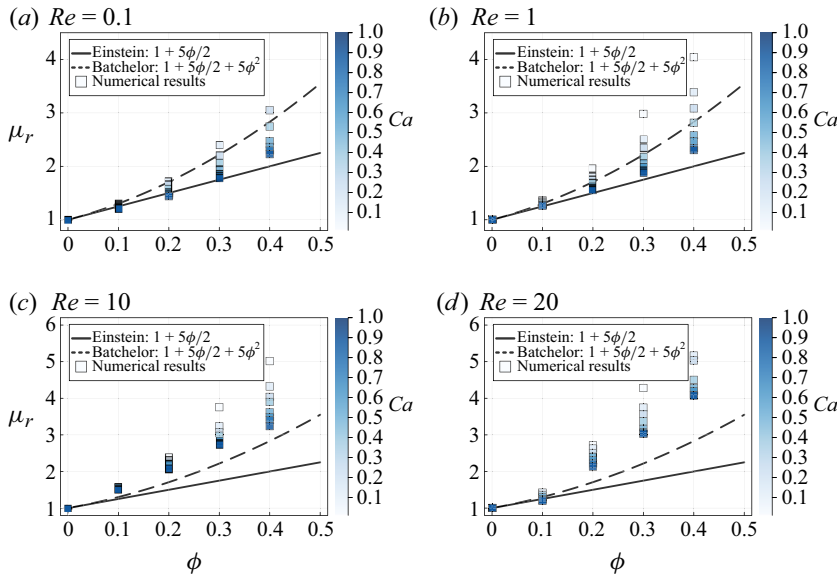 (a) Re = 0.1
Einstein: 1 + 5ϕ/2
Batchelor: 1 + 5ϕ/2 + 5ϕ²
Numerical results
4
3
2
1
μr
0 0.1 0.2 0.3 0.4 0.5
1.0
0.9
0.8
0.7
0.6
0.5
0.4
0.3
0.2
0.1
Ca
(b) Re = 1
Einstein: 1 + 5ϕ/2
Batchelor: 1 + 5ϕ/2 + 5ϕ²
Numerical results
4
3
2
1
0 0.1 0.2 0.3 0.4 0.5
1.0
0.9
0.8
0.7
0.6
0.5
0.4
0.3
0.2
0.1
Ca
(c) Re = 10
Einstein: 1 + 5ϕ/2
Batchelor: 1 + 5ϕ/2 + 5ϕ²
Numerical results
6
5
4
3
2
1
μr
0 0.1 0.2 0.3 0.4 0.5
ϕ
1.0
0.9
0.8
0.7
0.6
0.5
0.4
0.3
0.2
0.1
Ca
(d) Re = 20
Einstein: 1 + 5ϕ/2
Batchelor: 1 + 5ϕ/2 + 5ϕ²
Numerical results
6
5
4
3
2
1
0 0.1 0.2 0.3 0.4 0.5
ϕ
1.0
0.9
0.8
0.7
0.6
0.5
0.4
0.3
0.2
0.1
Ca